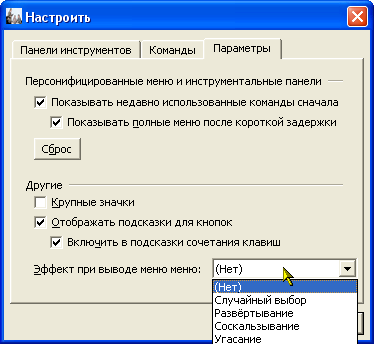 Настроить
Панели инструментов Команды Параметры
Персонифицированные меню и инструментальные панели
Показывать недавно использованные команды сначала
Показывать полные меню после короткой задержки
Сброс
Другие
Крупные значки
Отображать подсказки для кнопок
Включить в подсказки сочетания клавиш
Эффект при выводе меню меню: (Нет)
(Нет)
Случайный выбор
Развёртывание
Соскальзывание
Угасание